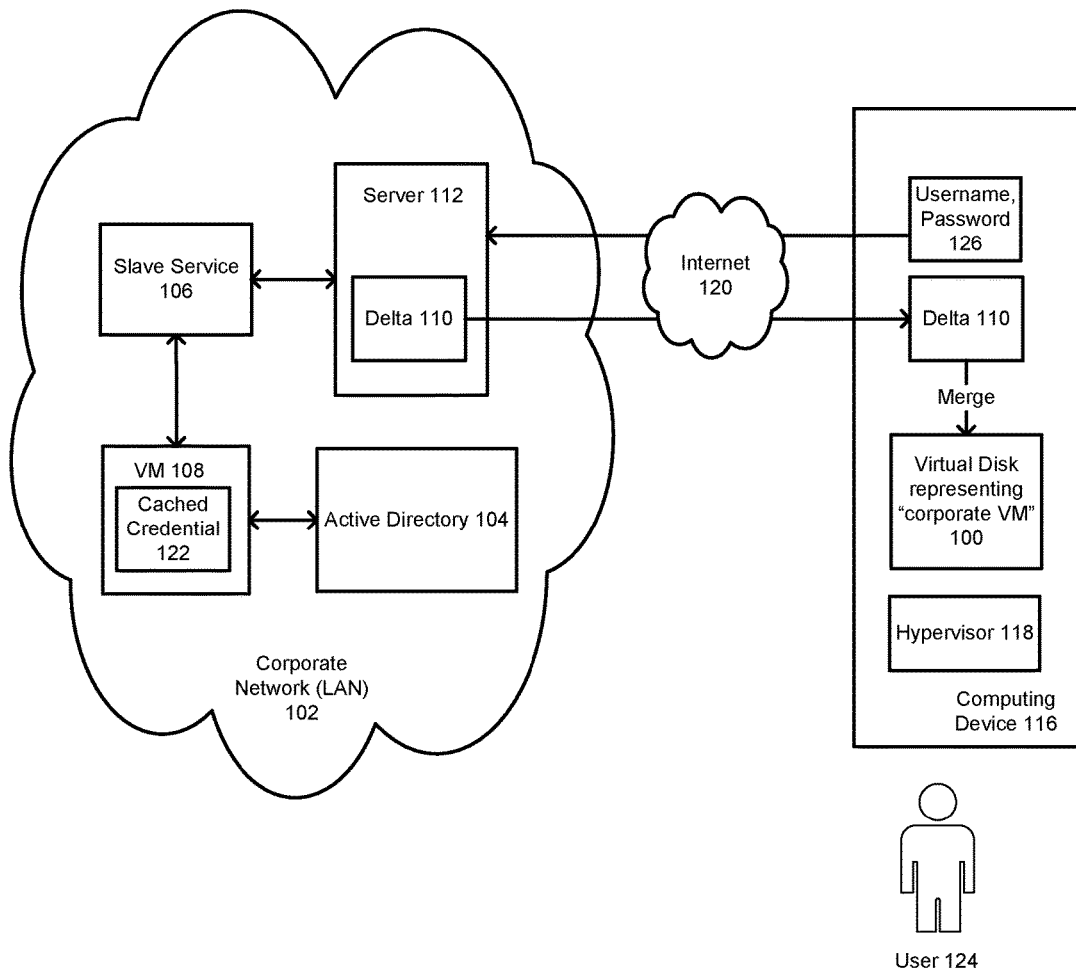 Server 112
Slave Service
106
Delta 110
VM 108
Cached
Credential
122
Active Directory 104
Corporate
Network (LAN)
102
Internet
120
Username,
Password
126
Delta 110
Merge
Virtual Disk
representing
“corporate VM”
100
Hypervisor 118
Computing
Device 116
User 124